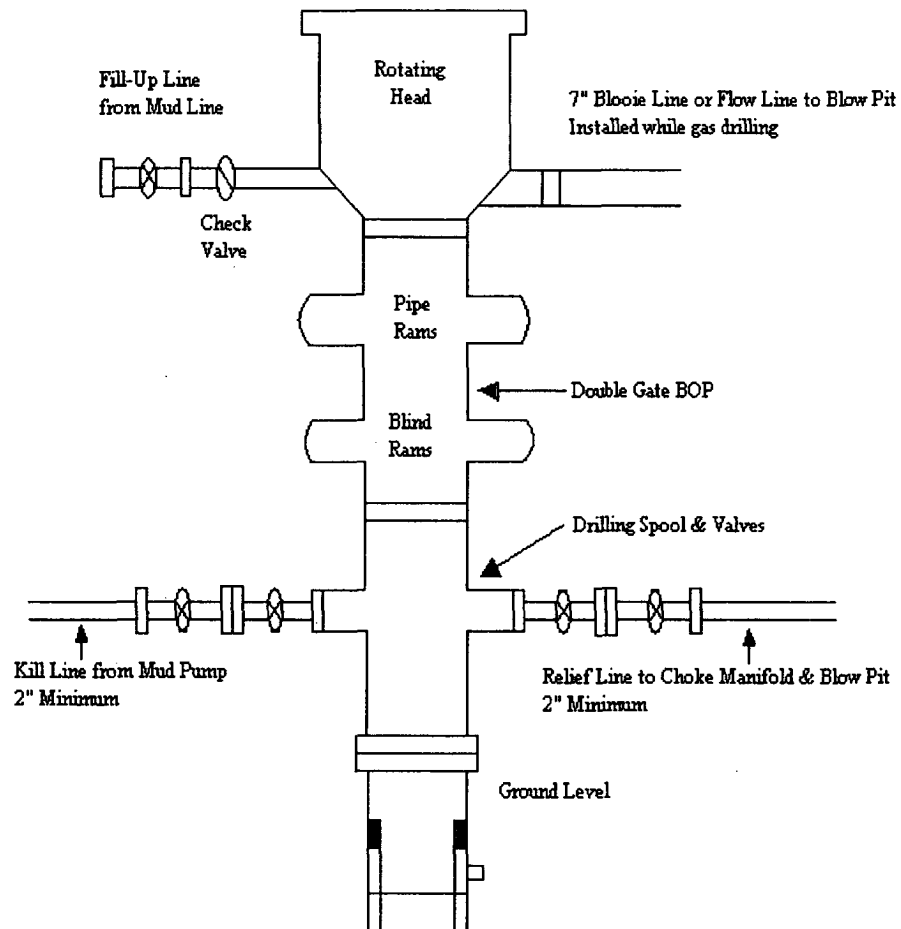 Rotating
Head
Fill-Up Line
from Mud Line
7" Blooie Line or Flow Line to Blow Pit
Installed while gas drilling
Check
Valve
Pipe
Rams
Double Gate BOP
Blind
Rams
Drilling Spool & Valves
Kill Line from Mud Pump
2" Minimum
Relief Line to Choke Manifold & Blow Pit
2" Minimum
Ground Level